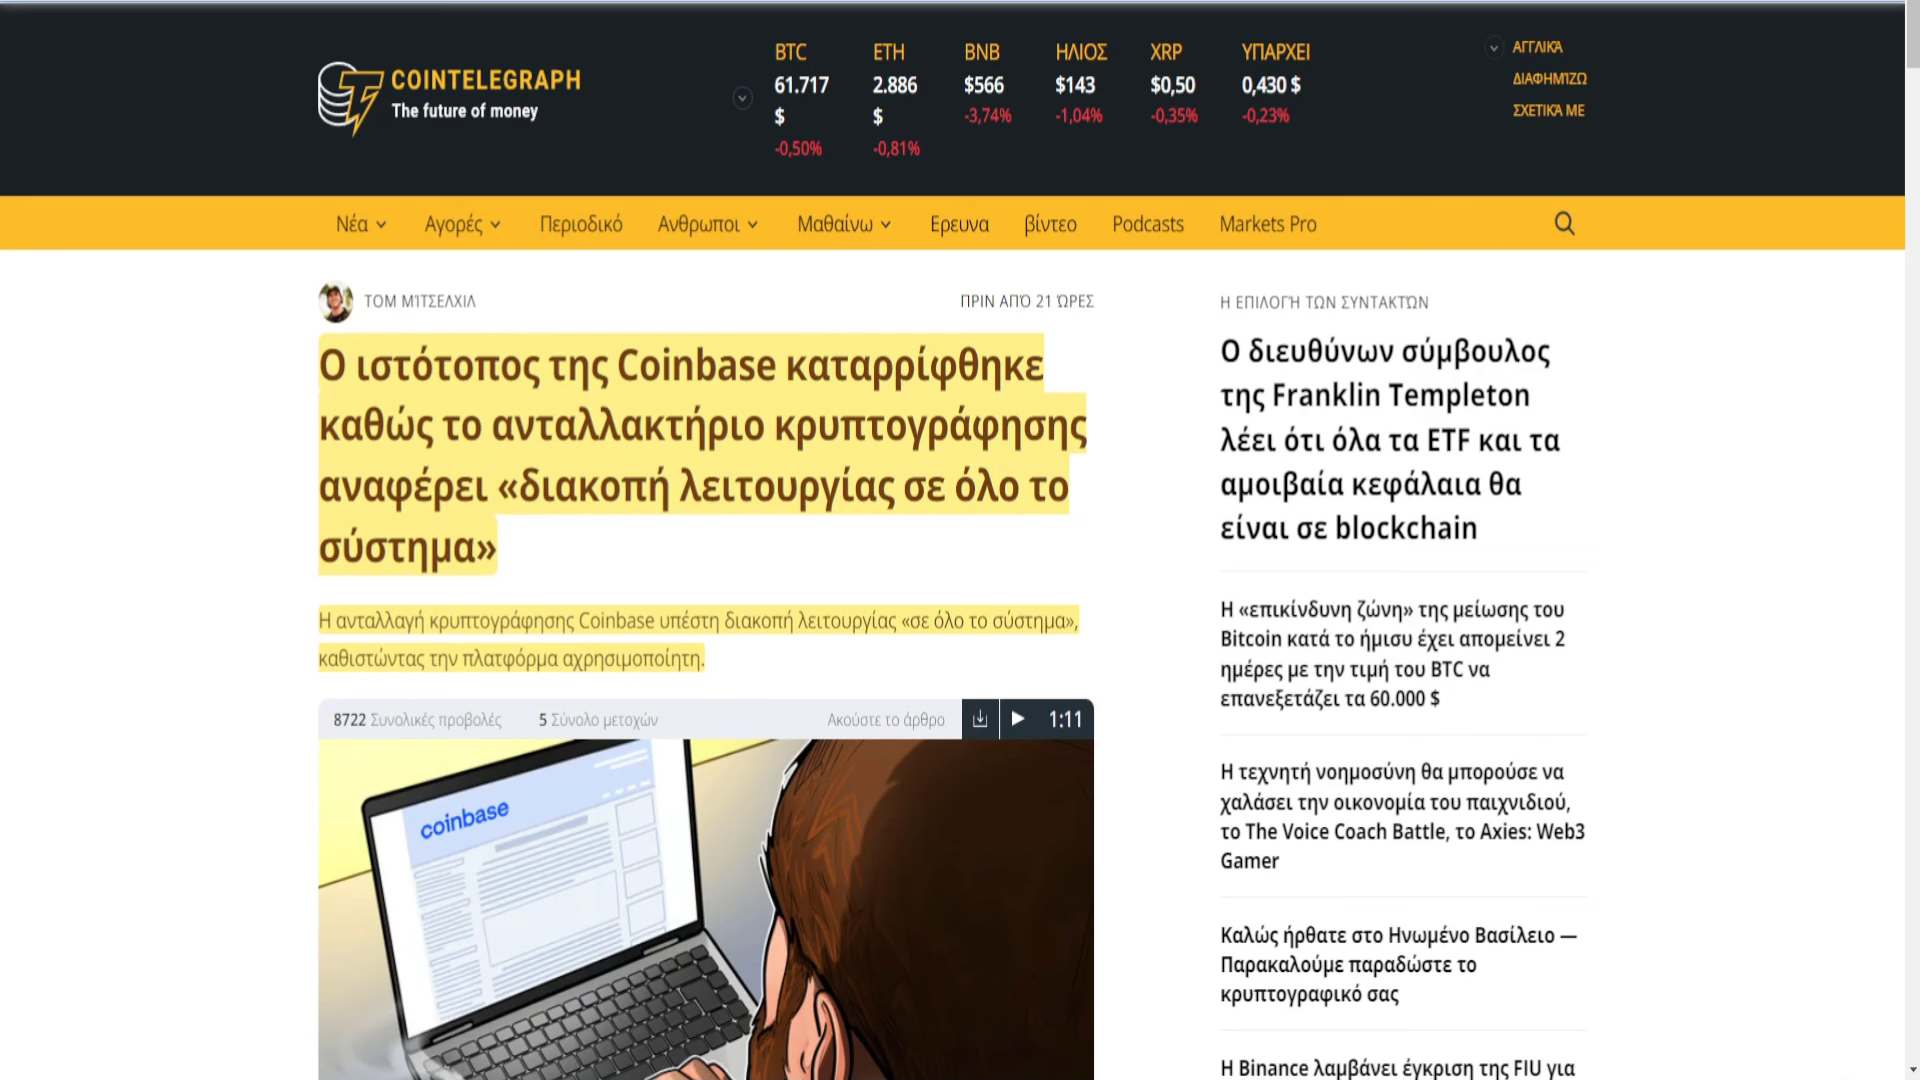 COINTELEGRAPH
The future of money
BTC
61.717
$
-0,50%
ETH
2.886
$
-0,81%
BNB
$566
-3,74%
ΗΛΙΟΣ
$143
-1,04%
XRP
$0,50
-0,35%
ΥΠΑΡΧΕΙ
0,430 $
-0,23%
ΑΓΓΛΙΚΆ
ΔΙΑΦΗΜΊΖΩ
ΣΧΕΤΙΚΆ ΜΕ
Νέα Αγορές Περιοδικό Ανθρωποι Μαθαίνω Ερευνα βίντεο Podcasts Markets Pro
ΤΟΜ ΜΊΤΣΕΛΧΙΛ
ΠΡΙΝ ΑΠΌ 21 ΏΡΕΣ
Ο ιστότοπος της Coinbase καταρρίφθηκε
καθώς το ανταλλακτήριο κρυπτογράφησης
αναφέρει «διακοπή λειτουργίας σε όλο το
σύστημα»
Η ανταλλαγή κρυπτογράφησης Coinbase υπέστη διακοπή λειτουργίας «σε όλο το σύστημα»,
καθιστώντας την πλατφόρμα αχρησιμοποίητη.
8722 Συνολικές προβολές 5 Σύνολο μετοχών Ακούστε το άρθρο 1:11
coinbase
Η ΕΠΙΛΟΓΉ ΤΩΝ ΣΥΝΤΑΚΤΏΝ
Ο διευθύνων σύμβουλος
της Franklin Templeton
λέει ότι όλα τα ETF και τα
αμοιβαία κεφάλαια θα
είναι σε blockchain
Η «επικίνδυνη ζώνη» της μείωσης του
Bitcoin κατά το ήμισυ έχει απομείνει 2
ημέρες με την τιμή του BTC να
επανεξετάζει τα 60.000 $
Η τεχνητή νοημοσύνη θα μπορούσε να
χαλάσει την οικονομία του παιχνιδιού,
το The Voice Coach Battle, το Axies: Web3
Gamer
Καλώς ήρθατε στο Ηνωμένο Βασίλειο —
Παρακαλούμε παραδώστε το
κρυπτογραφικό σας
Η Binance λαμβάνει έγκριση της FIU για